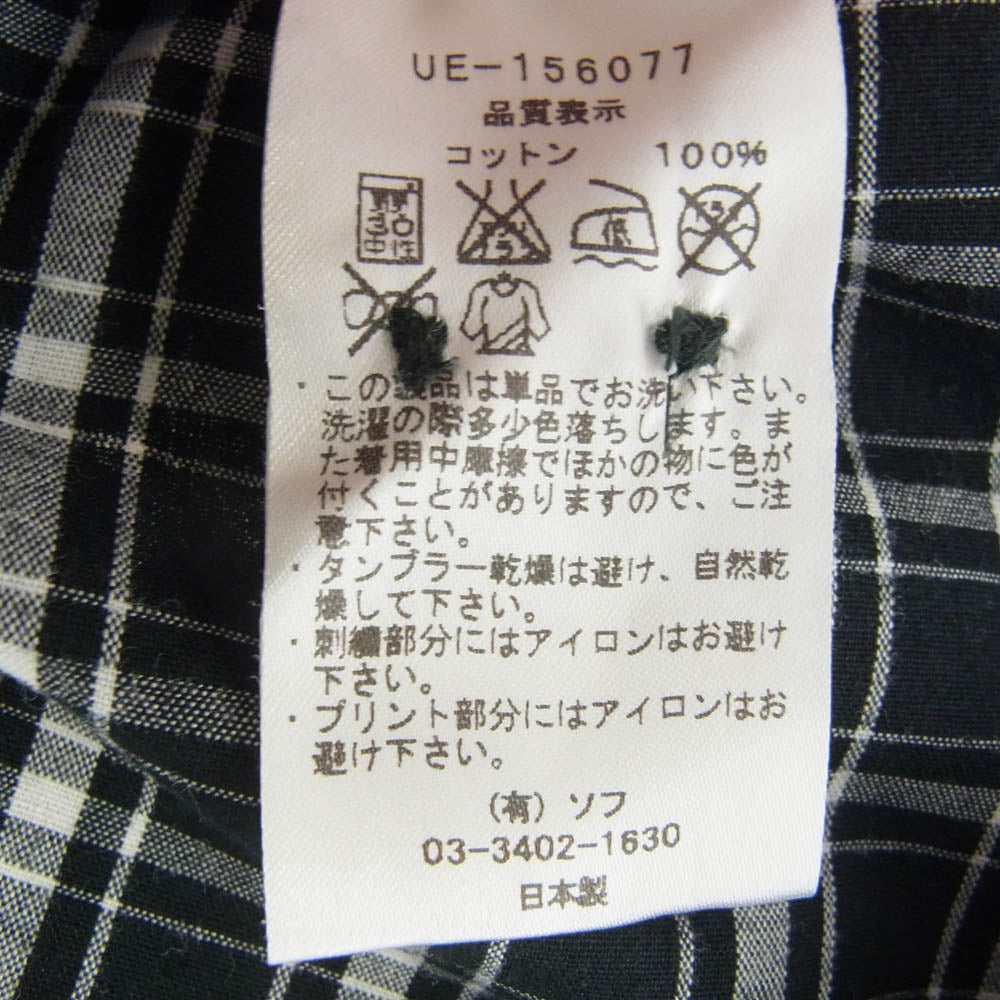 UE-156077
品質表示
コットン 100%
中性
低
・この製品は単品でお洗い下さい。
洗濯の際多少色落ちします。ま
た着用中摩擦でほかの物に色が
付くことがありますので、ご注
意下さい。
・タンブラー乾燥は避け、自然乾
燥して下さい。
・刺繍部分にはアイロンはお避け
下さい。
・プリント部分にはアイロンはお
避け下さい。
(有) ソフ
03-3402-1630
日本製